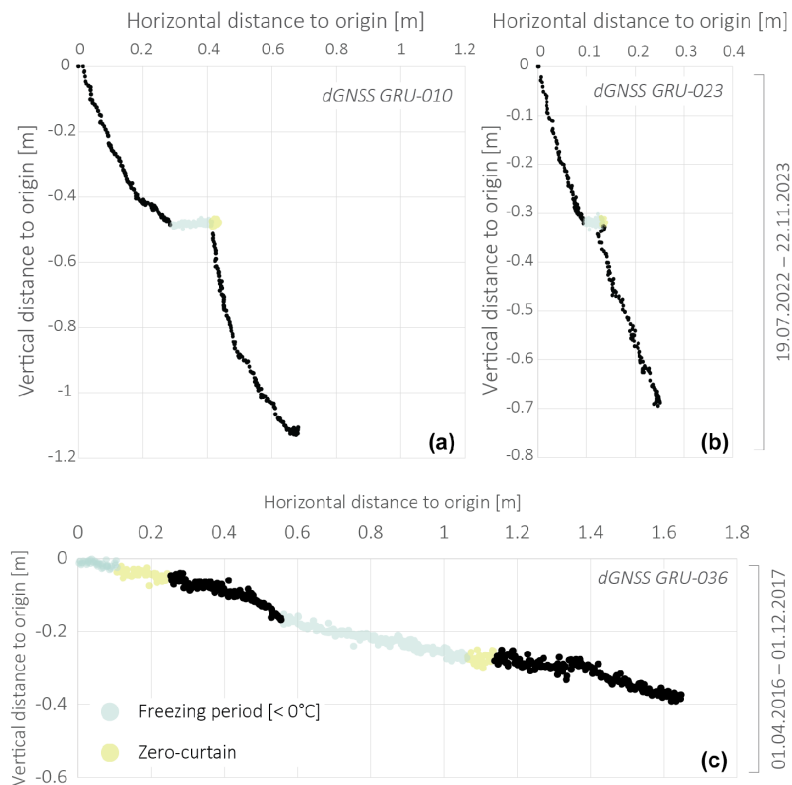 Horizontal distance to origin [m]
0 0.2 0.4 0.6 0.8 1 1.2
0
-0.2
-0.4
-0.6
-0.8
-1
-1.2
Vertical distance to origin [m]
dGNSS GRU-010
(a)
Horizontal distance to origin [m]
0 0.1 0.2 0.3 0.4
0
-0.1
-0.2
-0.3
-0.4
-0.5
-0.6
-0.7
-0.8
Vertical distance to origin [m]
dGNSS GRU-023
(b)
19.07.2022 – 22.11.2023
Horizontal distance to origin [m]
0 0.2 0.4 0.6 0.8 1 1.2 1.4 1.6 1.8
0
-0.2
-0.4
-0.6
Vertical distance to origin [m]
dGNSS GRU-036
Freezing period [< 0°C]
Zero-curtain
(c)
01.04.2016 – 01.12.2017